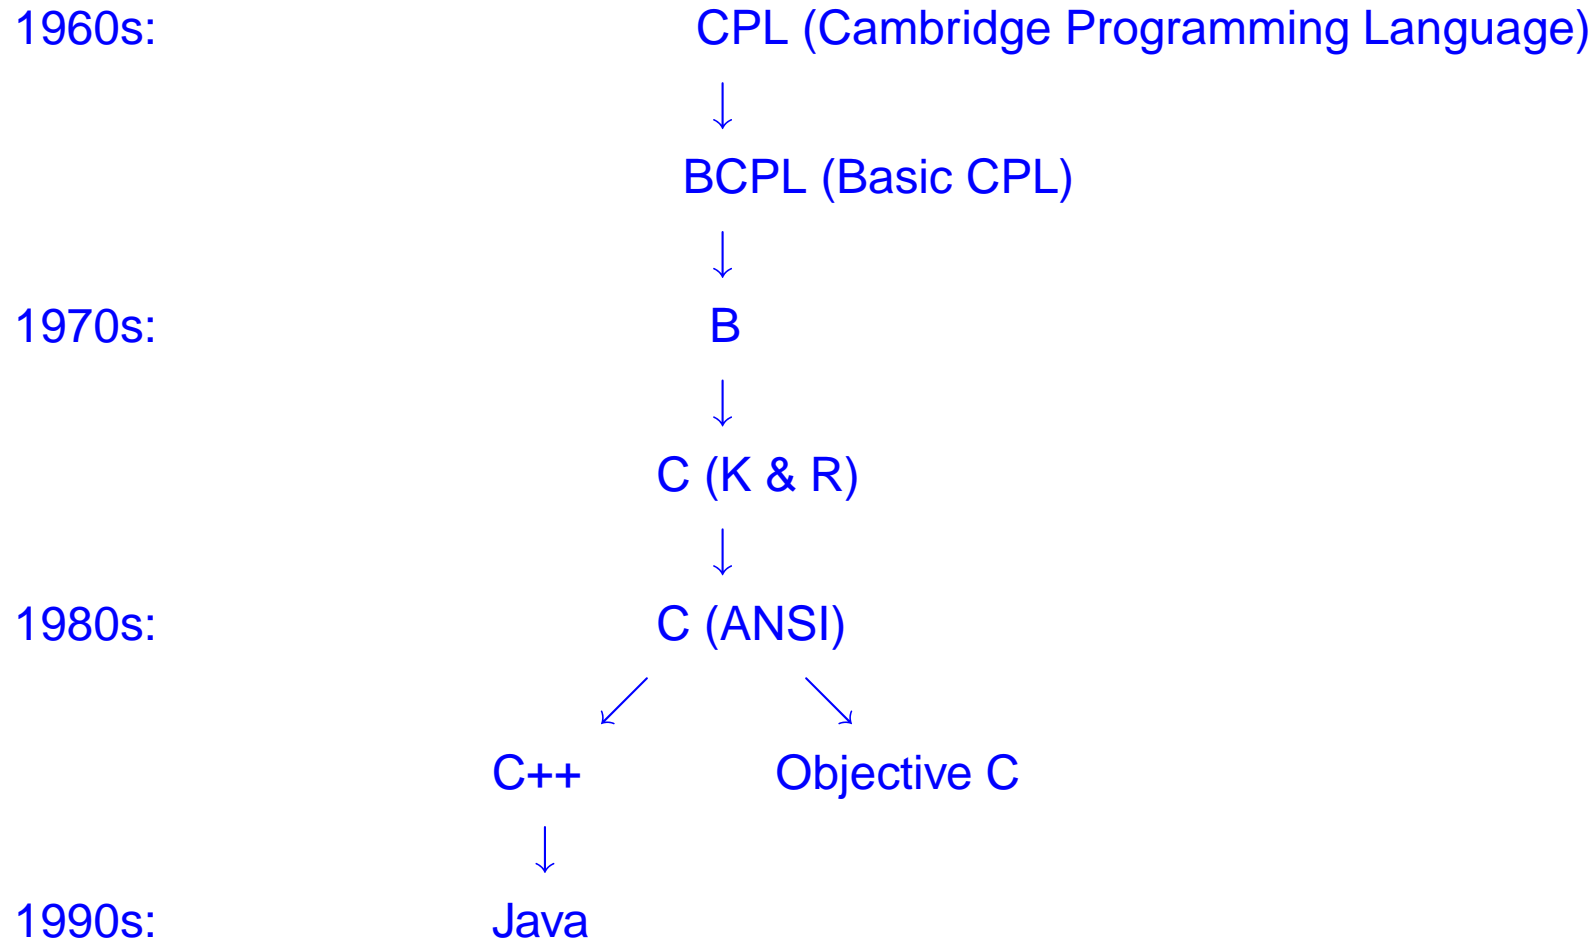 1960s: CPL (Cambridge Programming Language)
BCPL (Basic CPL)
1970s: B
C (K & R)
1980s: C (ANSI)
C++ Objective C
1990s: Java